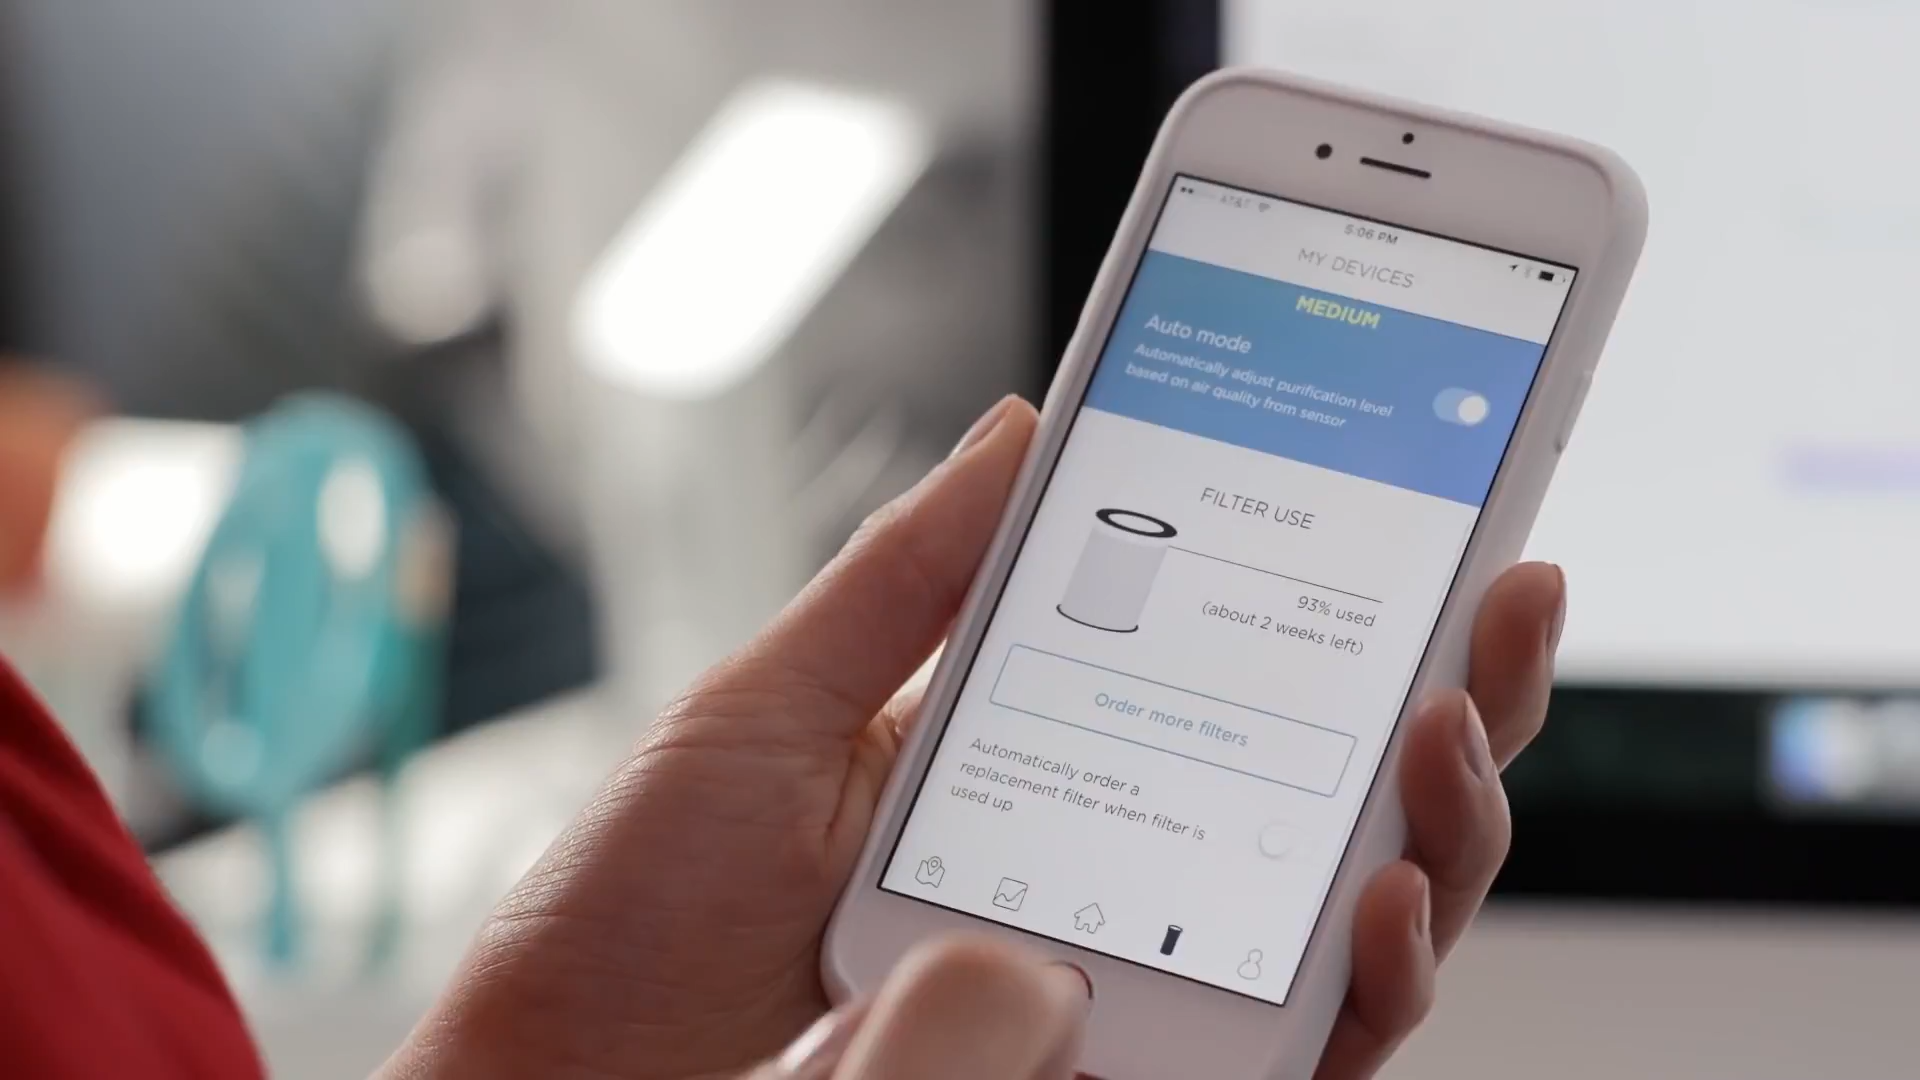 AT&T
5:06 PM
MY DEVICES
MEDIUM
Auto mode
Automatically adjust purification level
based on air quality from sensor
FILTER USE
93% used
(about 2 weeks left)
Order more filters
Automatically order a
replacement filter when filter is
used up